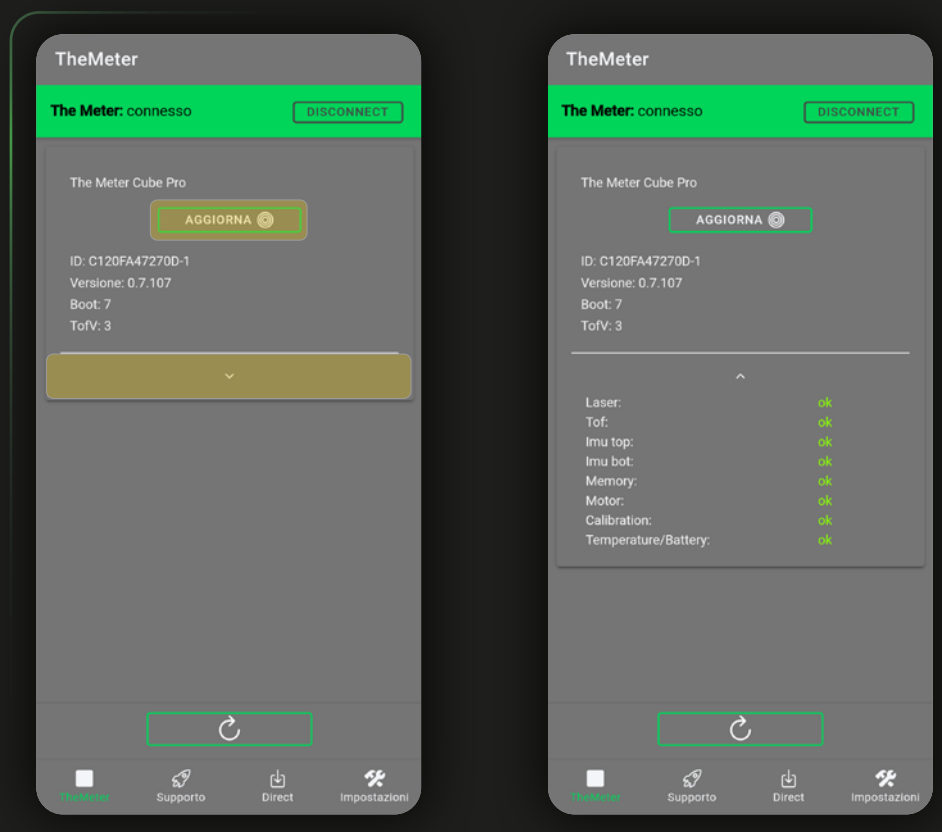 TheMeter
The Meter: connesso DISCONNECT
The Meter Cube Pro
AGGIORNA
ID: C120FA47270D-1
Versione: 0.7.107
Boot: 7
TofV: 3
TheMeter Supporto Direct Impostazioni
TheMeter
The Meter: connesso DISCONNECT
The Meter Cube Pro
AGGIORNA
ID: C120FA47270D-1
Versione: 0.7.107
Boot: 7
TofV: 3
Laser: ok
Tof: ok
Imu top: ok
Imu bot: ok
Memory: ok
Motor: ok
Calibration: ok
Temperature/Battery: ok
TheMeter Supporto Direct Impostazioni